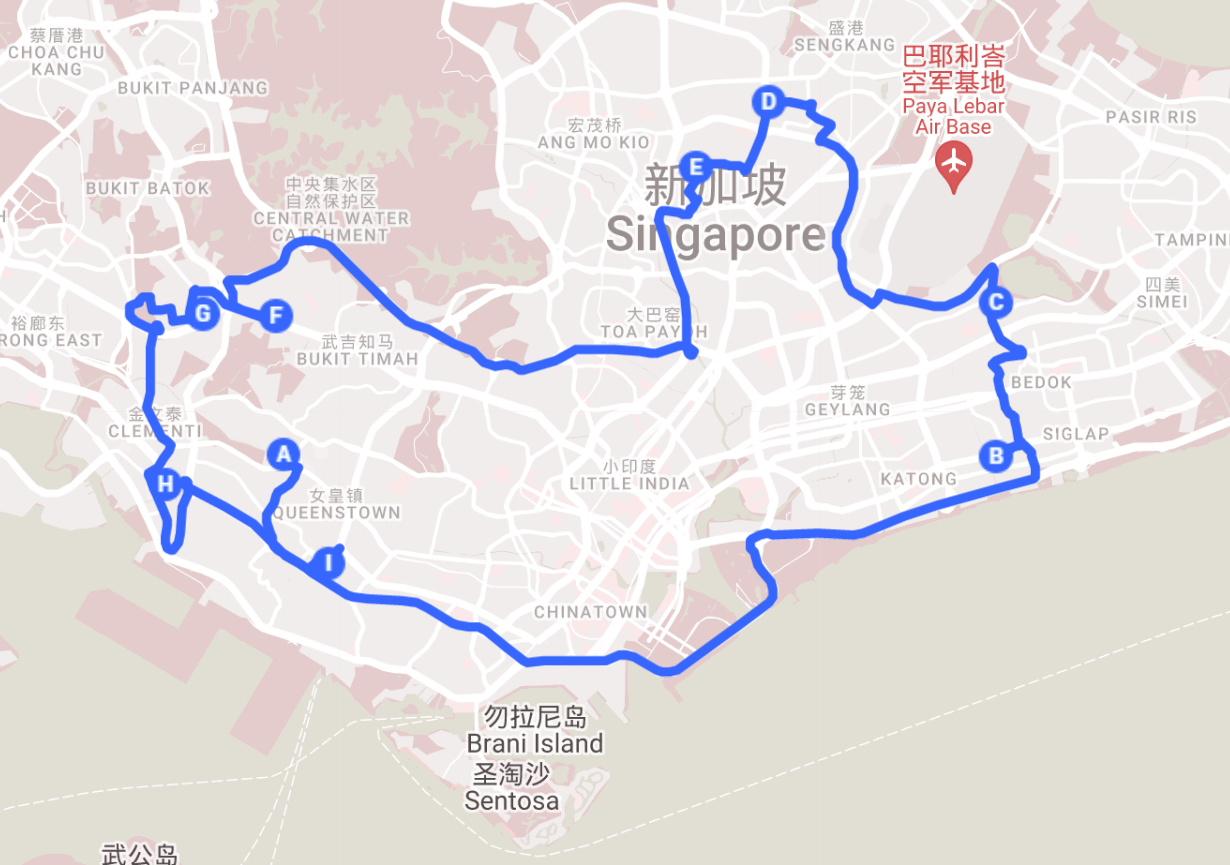 蔡厝港
CHOA CHU
KANG
盛港
SENGKANG
巴耶利峇
空军基地
Paya Lebar
Air Base
BUKIT PANJANG
D
PASIR RIS
宏茂桥
ANG MO KIO
E
新加坡
Singapore
BUKIT BATOK
中央集水区
自然保护区
CENTRAL WATER
CATCHMENT
TAMPINE
四美
SIMEI
C
G
F
裕廊东
RONG EAST
大巴窑
TOA PAYOH
武吉知马
BUKIT TIMAH
BEDOK
芽笼
GEYLANG
金文泰
CLEMENTI
SIGLAP
A
B
小印度
LITTLE INDIA
KATONG
H
女皇镇
QUEENSTOWN
I
CHINATOWN
勿拉尼岛
Brani Island
圣淘沙
Sentosa
武公岛